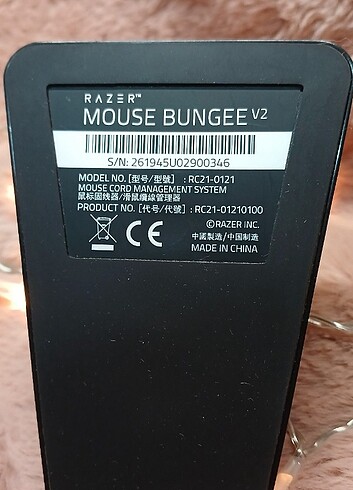 RAZER™
MOUSE BUNGEE V2
S/N: 261945U02900346
MODEL NO. [型号/型號] : RC21-0121
MOUSE CORD MANAGEMENT SYSTEM
鼠标固线器/滑鼠纜線管理器
PRODUCT NO. [代号/代號] : RC21-01210100
CE
©RAZER INC.
中國製造/中国制造
MADE IN CHINA